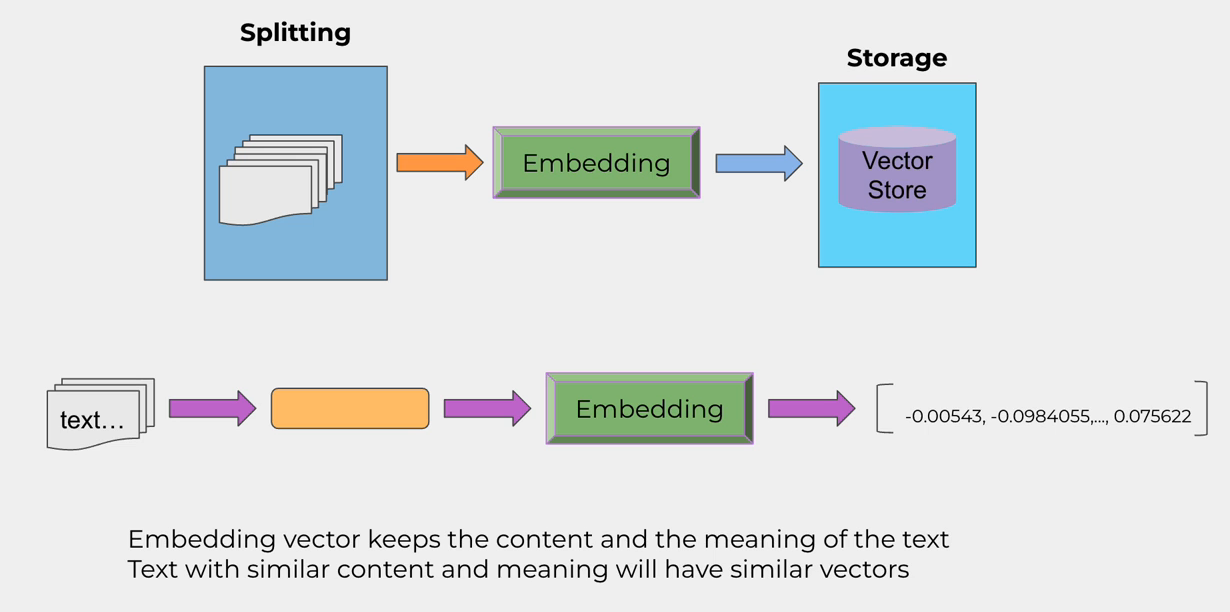 Splitting
Storage
Embedding
Vector
Store
text...
Embedding
-0.00543, -0.0984055,..., 0.075622
Embedding vector keeps the content and the meaning of the text
Text with similar content and meaning will have similar vectors